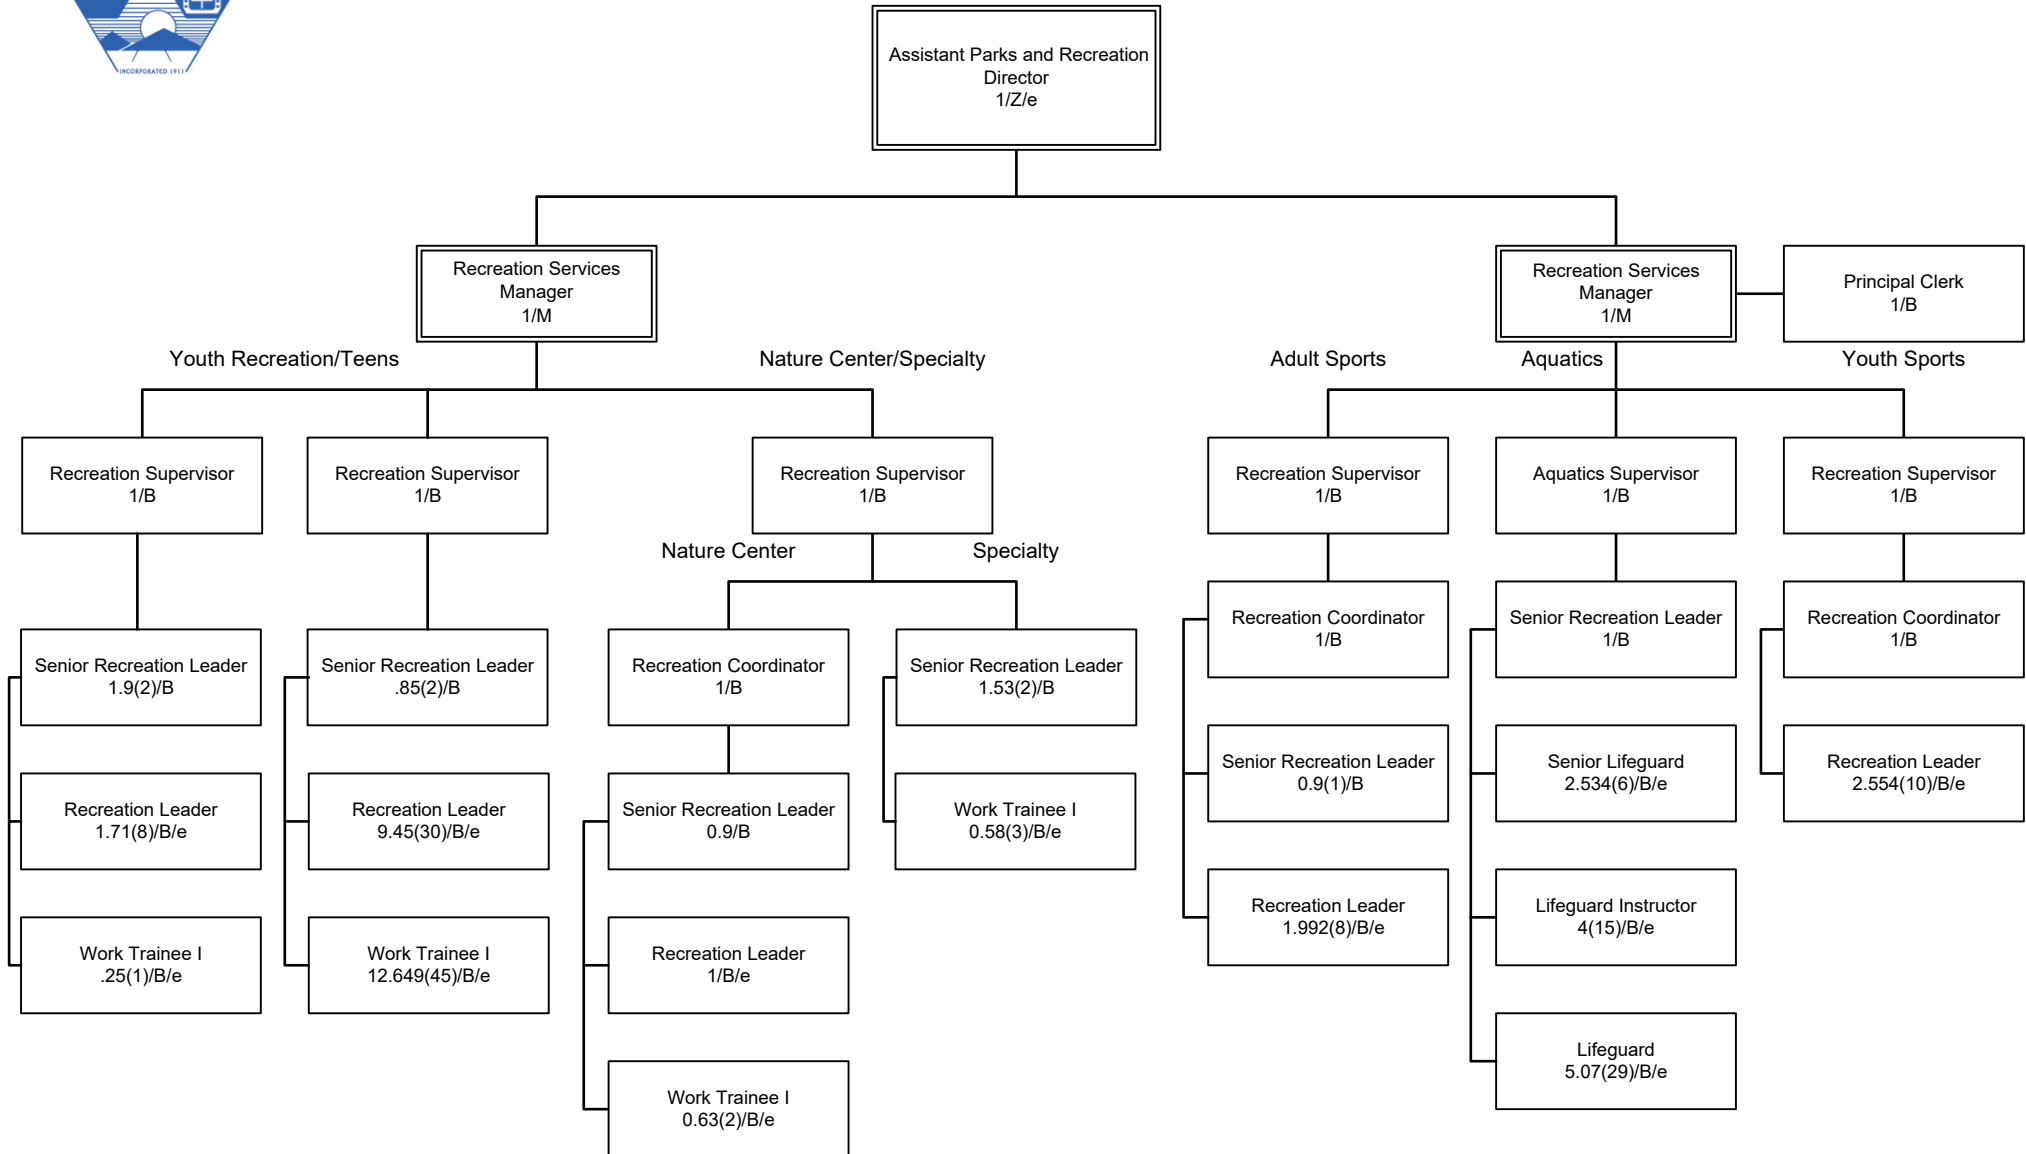 INCORPORATED 1911
Assistant Parks and Recreation
Director
1/Z/e
Recreation Services
Manager
1/M
Recreation Services
Manager
1/M
Principal Clerk
1/B
Youth Recreation/Teens
Nature Center/Specialty
Adult Sports
Aquatics
Youth Sports
Recreation Supervisor
1/B
Recreation Supervisor
1/B
Recreation Supervisor
1/B
Recreation Supervisor
1/B
Aquatics Supervisor
1/B
Recreation Supervisor
1/B
Nature Center
Specialty
Recreation Coordinator
1/B
Senior Recreation Leader
1/B
Recreation Coordinator
1/B
Senior Recreation Leader
1.9(2)/B
Senior Recreation Leader
.85(2)/B
Recreation Coordinator
1/B
Senior Recreation Leader
1.53(2)/B
Senior Recreation Leader
0.9(1)/B
Senior Lifeguard
2.534(6)/B/e
Recreation Leader
2.554(10)/B/e
Recreation Leader
1.71(8)/B/e
Recreation Leader
9.45(30)/B/e
Senior Recreation Leader
0.9/B
Work Trainee I
0.58(3)/B/e
Recreation Leader
1.992(8)/B/e
Lifeguard Instructor
4(15)/B/e
Work Trainee I
.25(1)/B/e
Work Trainee I
12.649(45)/B/e
Recreation Leader
1/B/e
Lifeguard
5.07(29)/B/e
Work Trainee I
0.63(2)/B/e